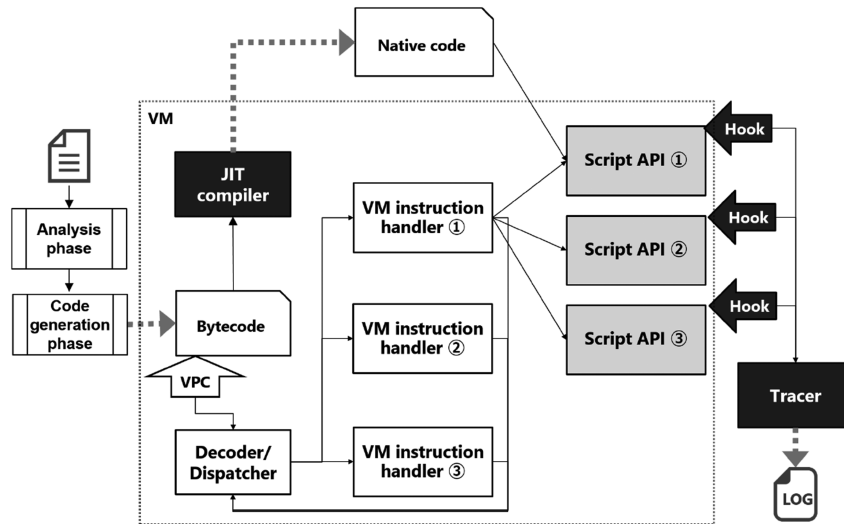 Native code
VM
JIT
compiler
Hook
Script API ①
Analysis
phase
VM instruction
handler ①
Hook
Script API ②
Code
generation
phase
Bytecode
VM instruction
handler ②
Hook
Script API ③
VPC
Tracer
Decoder/
Dispatcher
VM instruction
handler ③
LOG